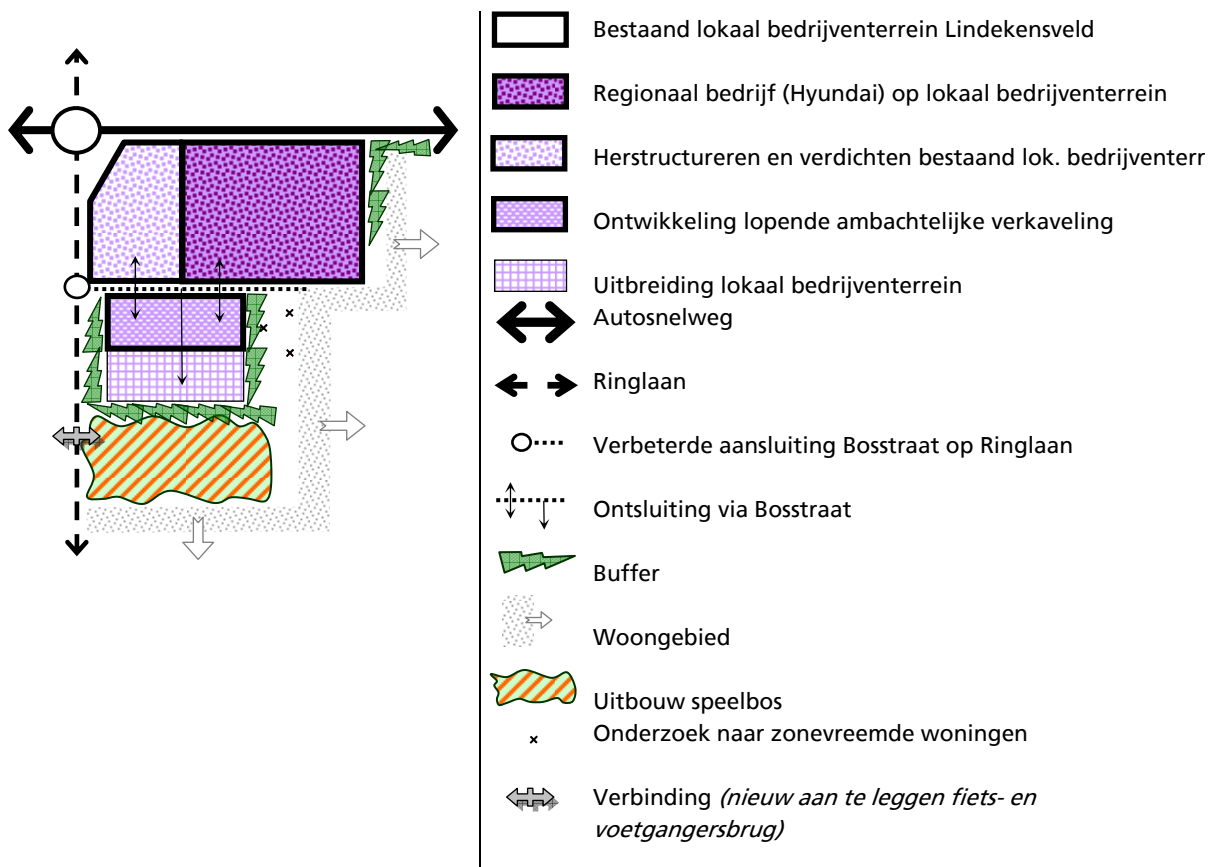 Bestaand lokaal bedrijventerrein Lindekensveld
Regionaal bedrijf (Hyundai) op lokaal bedrijventerrein
Herstructureren en verdichten bestaand lok. bedrijventerr
Ontwikkeling lopende ambachtelijke verkaveling
Uitbreiding lokaal bedrijventerrein
Autosnelweg
Ringlaan
Verbeterde aansluiting Bosstraat op Ringlaan
Ontsluiting via Bosstraat
Buffer
Woongebied
Uitbouw speelbos
Onderzoek naar zonevreemde woningen
Verbinding (nieuw aan te leggen fiets- en
voetgangersbrug)